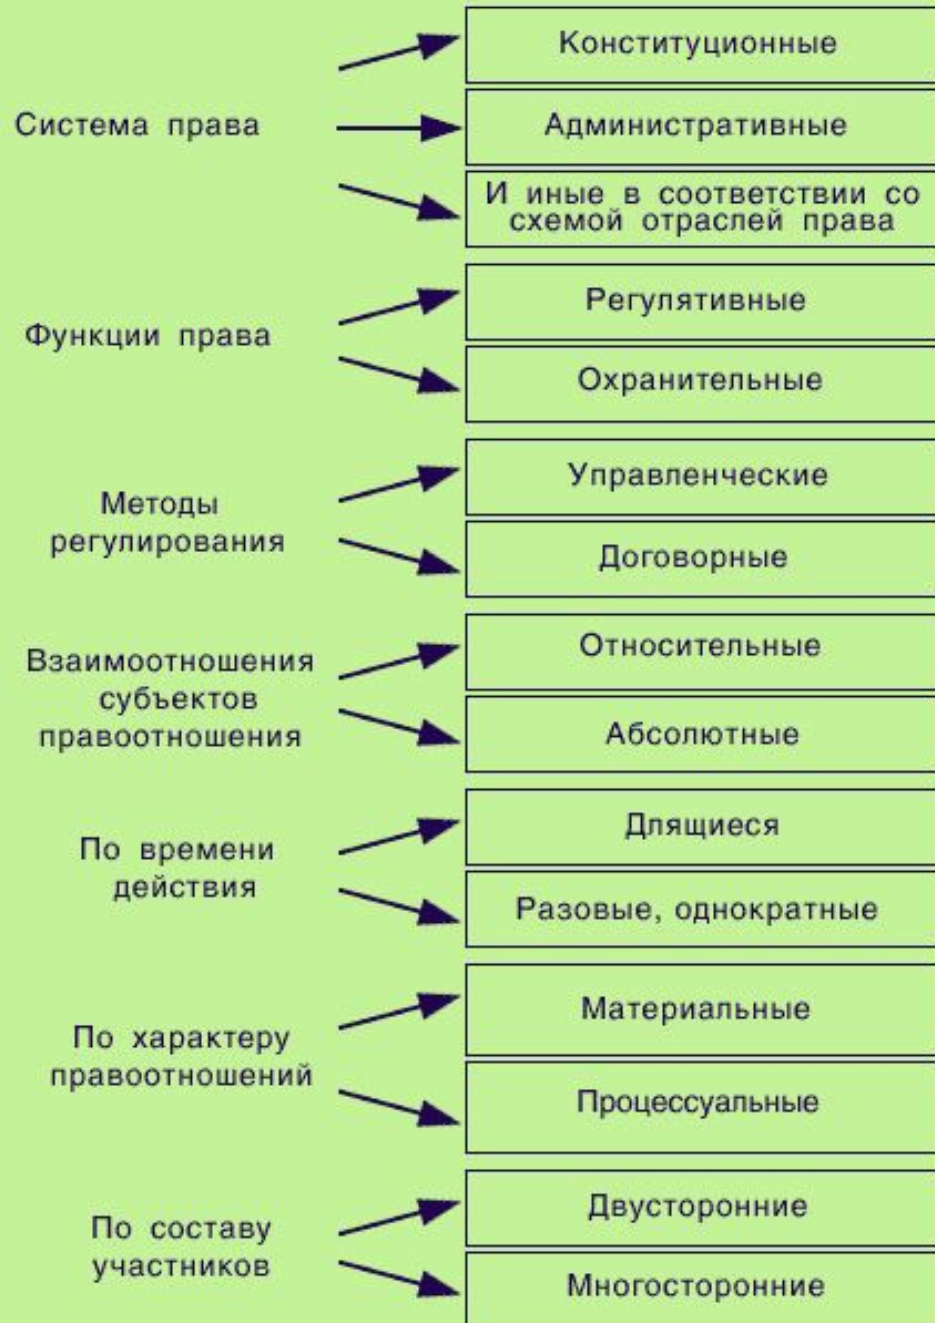 Система права
Конституционные
Административные
И иные в соответствии со
схемой отраслей права
Функции права
Регулятивные
Охранительные
Методы
регулирования
Управленческие
Договорные
Взаимоотношения
субъектов
правоотношения
Относительные
Абсолютные
По времени
действия
Длящиеся
Разовые, однократные
По характеру
правоотношений
Материальные
Процессуальные
По составу
участников
Двусторонние
Многосторонние